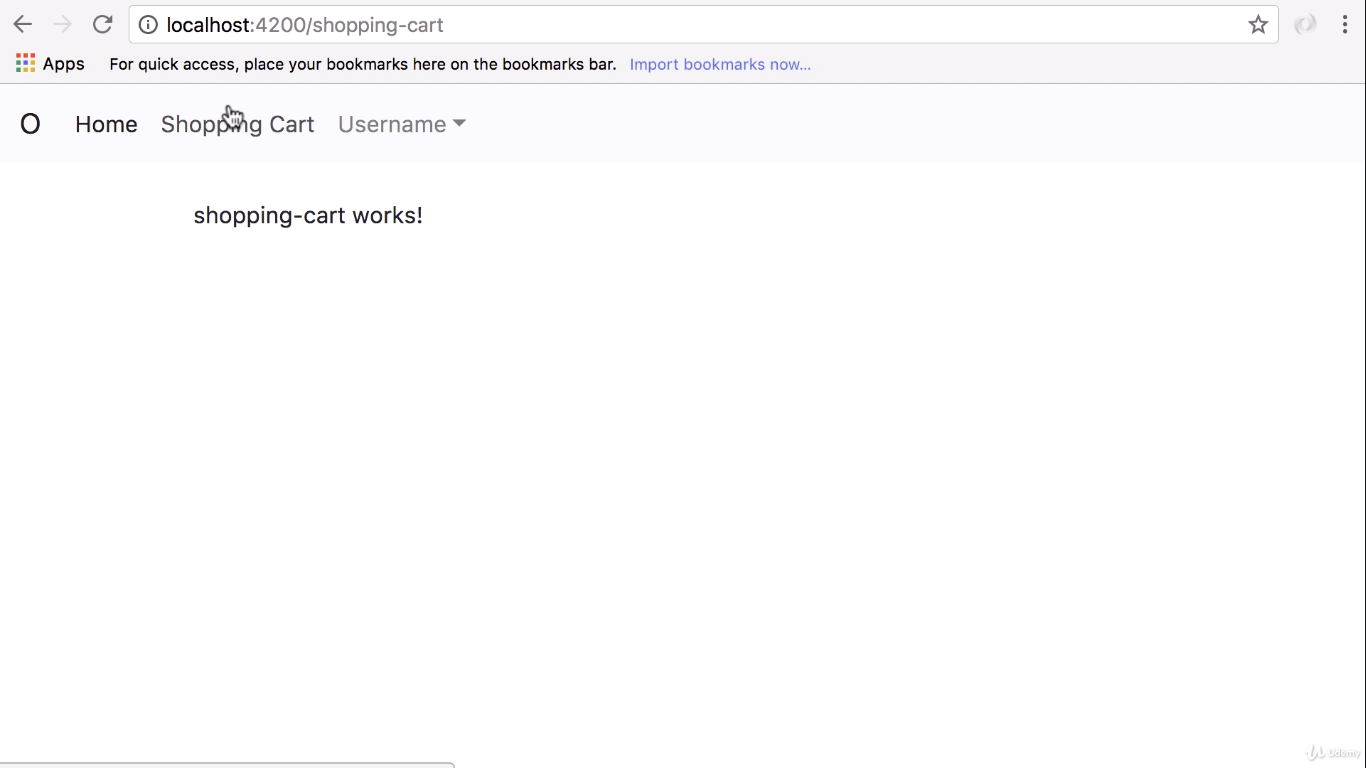 localhost:4200/shopping-cart
Apps For quick access, place your bookmarks here on the bookmarks bar. Import bookmarks now...
O Home Shopping Cart Username
shopping-cart works!
Udemy